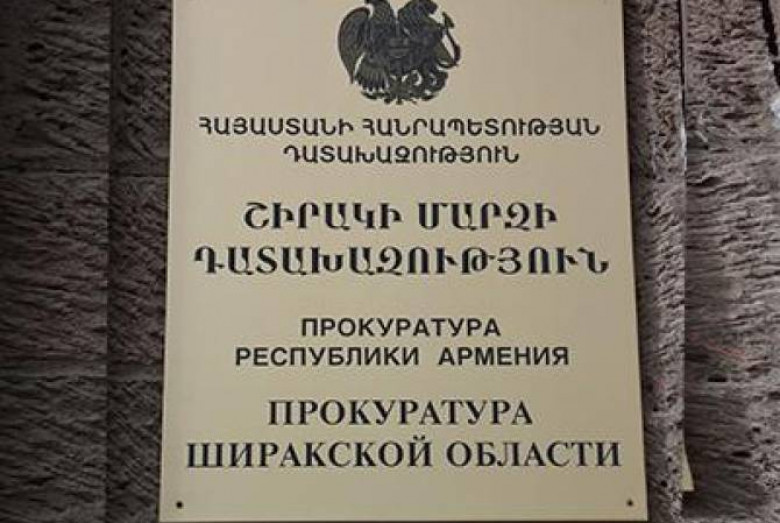 ՀԱՅԱՍՏԱՆԻ ՀԱՆՐԱՊԵՏՈՒԹՅԱՆ
ԴԱՏԱԽԱԶՈՒԹՅՈՒՆ
ՇԻՐԱԿԻ ՄԱՐԶԻ
ԴԱՏԱԽԱԶՈՒԹՅՈՒՆ
ПРОКУРАТУРА
РЕСПУБЛИКИ АРМЕНИЯ
ПРОКУРАТУРА
ШИРАКСКОЙ ОБЛАСТИ